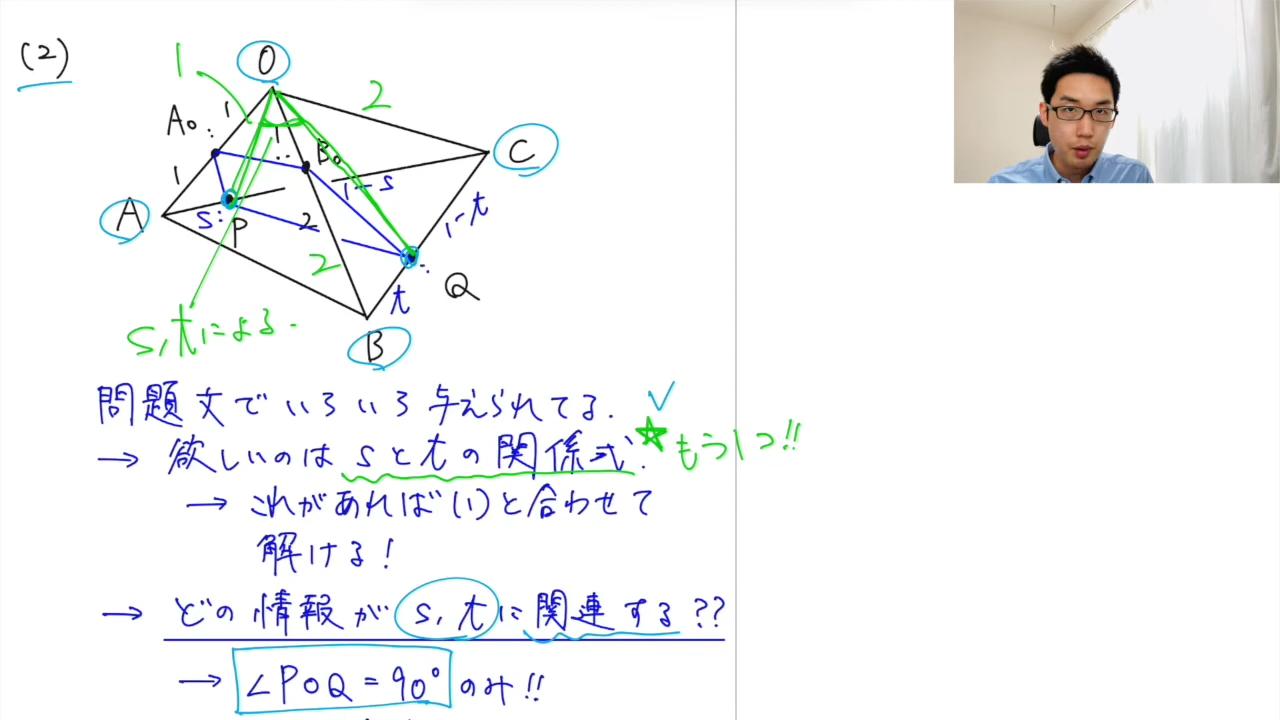 (2)
1
O
2
A₀
1
1
B₀
C
1
1-s
A
s
P
2
2
1-t
Q
t
s,tによる.
B
問題文でいろいろ与えられてる. ✓
→ 欲しいのは sとtの関係式. ☆もう1つ!!
→ これがあれば(1)と合わせて
解ける!
→ どの情報が s,tに関連する??
→ ∠POQ=90°のみ!!